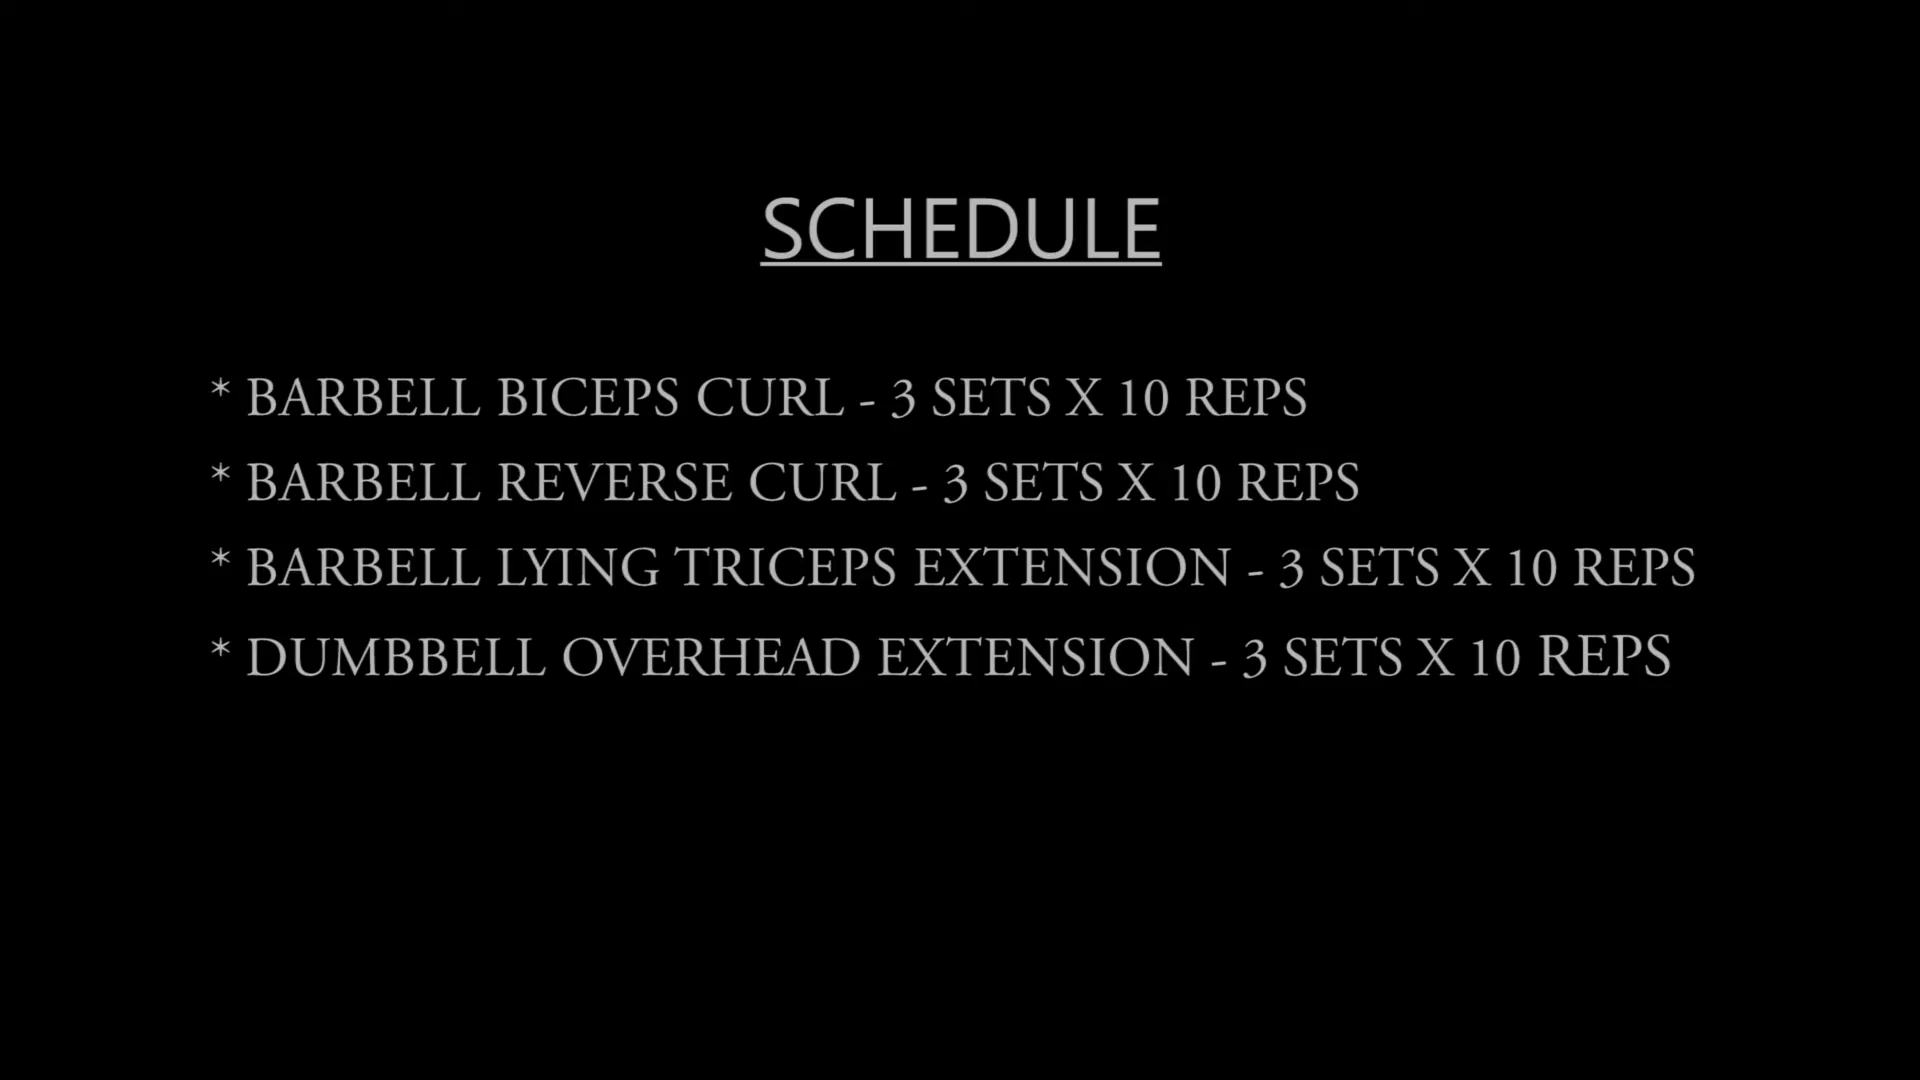 SCHEDULE
* BARBELL BICEPS CURL - 3 SETS X 10 REPS
* BARBELL REVERSE CURL - 3 SETS X 10 REPS
* BARBELL LYING TRICEPS EXTENSION - 3 SETS X 10 REPS
* DUMBBELL OVERHEAD EXTENSION - 3 SETS X 10 REPS